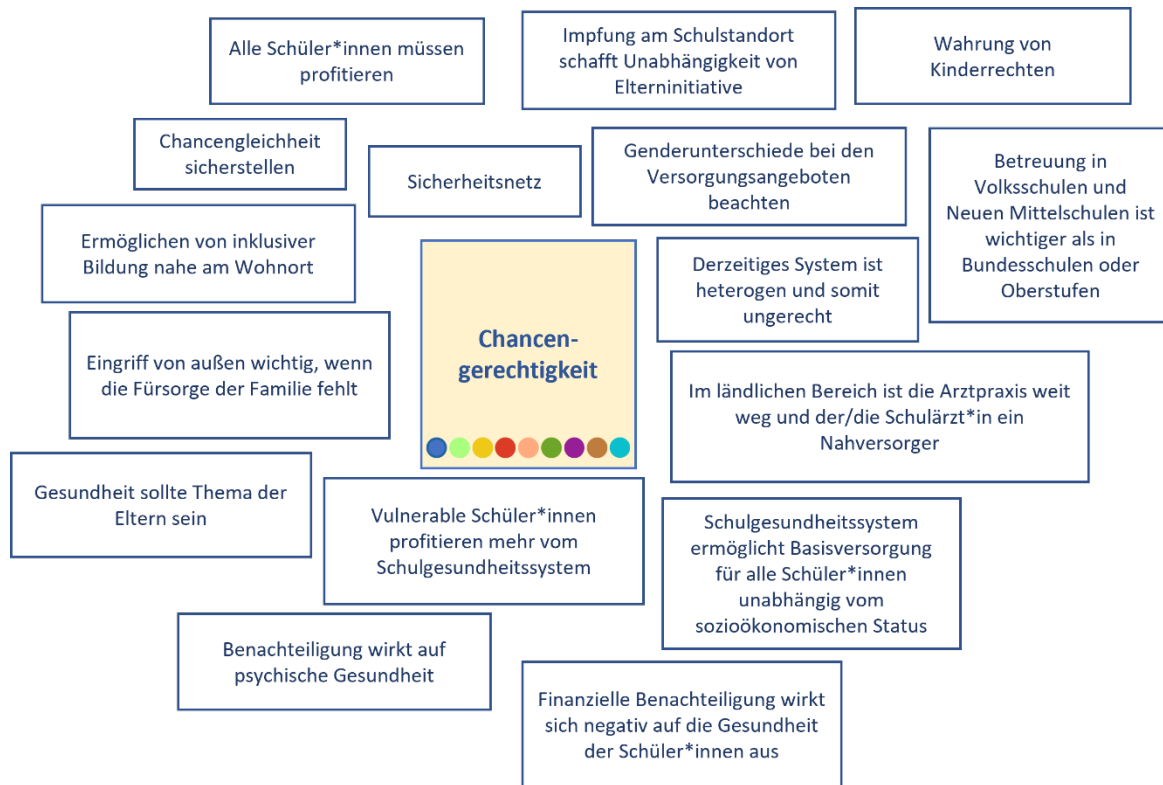 Alle Schüler*innen müssen
profitieren
Impfung am Schulstandort
schafft Unabhängigkeit von
Elterninitiative
Wahrung von
Kinderrechten
Chancengleichheit
sicherstellen
Sicherheitsnetz
Genderunterschiede bei den
Versorgungsangeboten
beachten
Betreuung in
Volksschulen und
Neuen Mittelschulen ist
wichtiger als in
Bundesschulen oder
Oberstufen
Ermöglichen von inklusiver
Bildung nahe am Wohnort
Derzeitiges System ist
heterogen und somit
ungerecht
Chancen-
gerechtigkeit
Eingriff von außen wichtig, wenn
die Fürsorge der Familie fehlt
Im ländlichen Bereich ist die Arztpraxis weit
weg und der/die Schulärzt*in ein
Nahversorger
Gesundheit sollte Thema der
Eltern sein
Vulnerable Schüler*innen
profitieren mehr vom
Schulgesundheitssystem
Schulgesundheitssystem
ermöglicht Basisversorgung
für alle Schüler*innen
unabhängig vom
sozioökonomischen Status
Benachteiligung wirkt auf
psychische Gesundheit
Finanzielle Benachteiligung wirkt
sich negativ auf die Gesundheit
der Schüler*innen aus